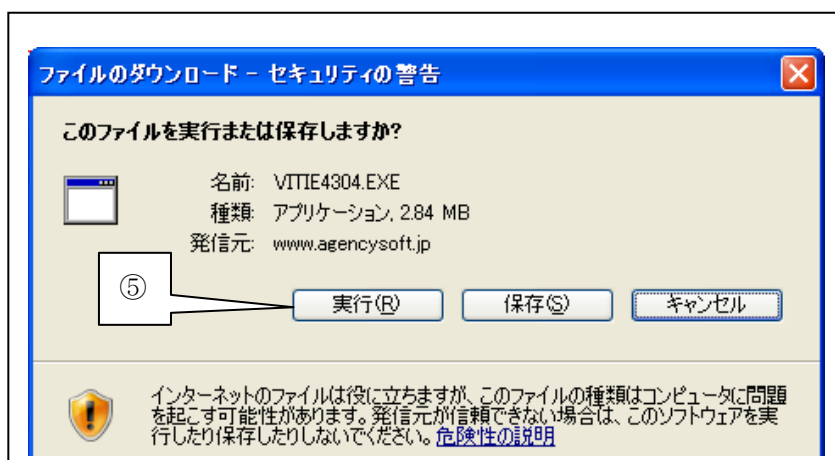 ファイルのダウンロード - セキュリティの警告
このファイルを実行または保存しますか?
名前: VITIE4304.EXE
種類: アプリケーション, 2.84 MB
発信元: www.agencysoft.jp
⑤
実行(R) 保存(S) キャンセル
インターネットのファイルは役に立ちますが、このファイルの種類はコンピュータに問題
を起こす可能性があります。発信元が信頼できない場合は、このソフトウェアを実
行したり保存したりしないでください。危険性の説明